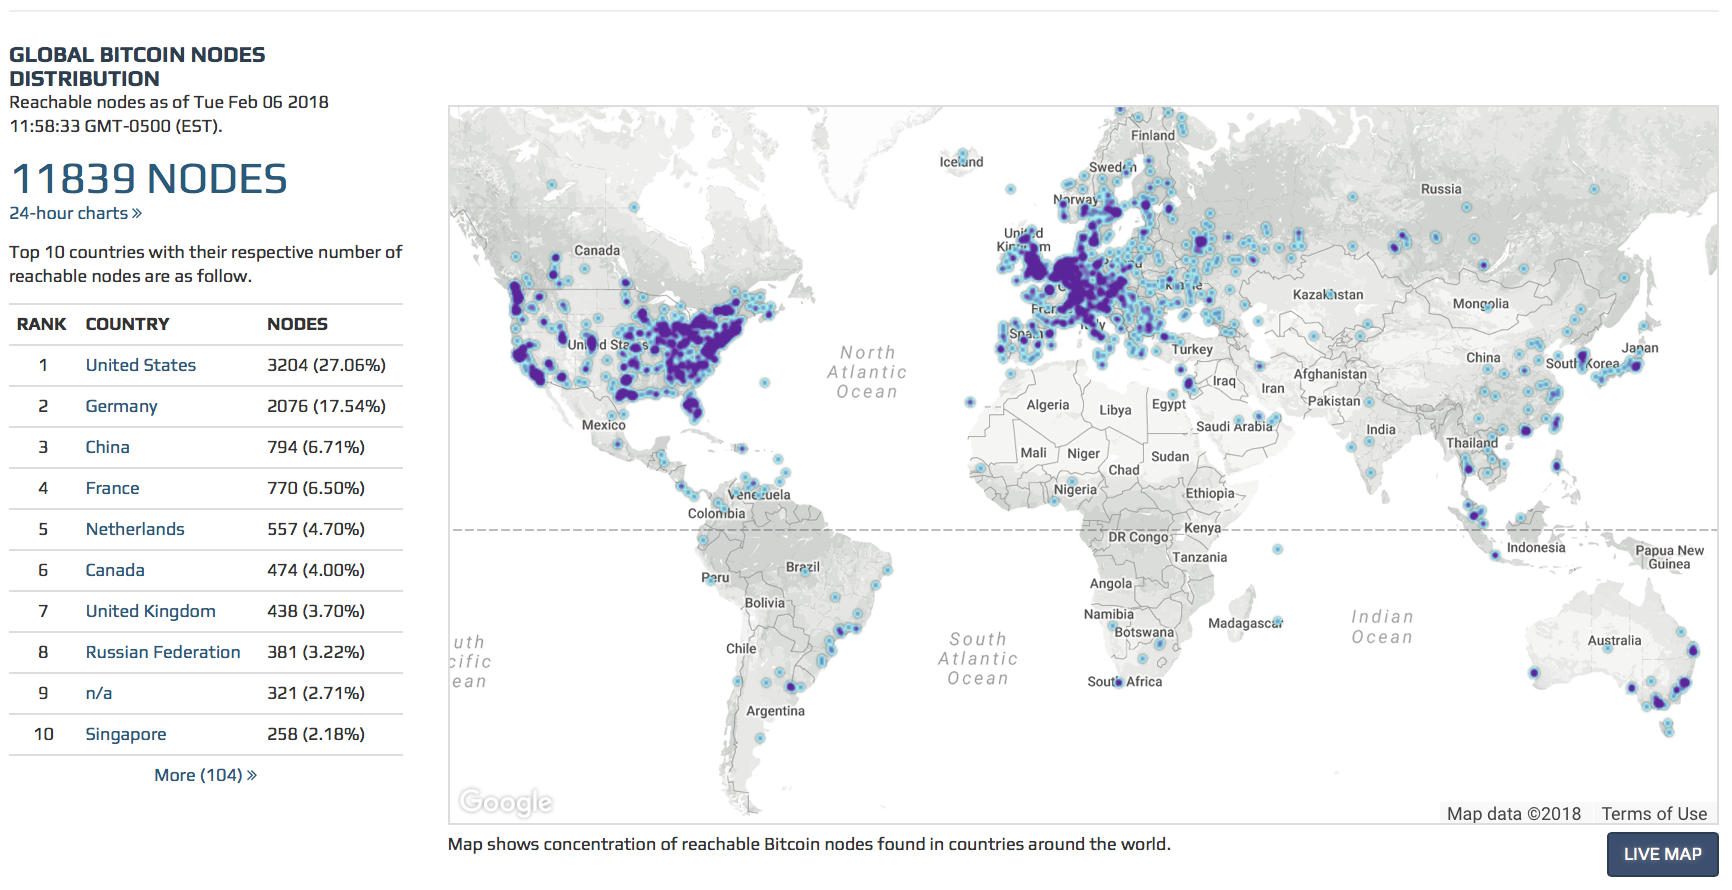 GLOBAL BITCOIN NODES
DISTRIBUTION
Reachable nodes as of Tue Feb 06 2018
11:58:33 GMT-0500 (EST).
11839 NODES
24-hour charts »
Top 10 countries with their respective number of
reachable nodes are as follow.
RANK COUNTRY NODES
1 United States 3204 (27.06%)
2 Germany 2076 (17.54%)
3 China 794 (6.71%)
4 France 770 (6.50%)
5 Netherlands 557 (4.70%)
6 Canada 474 (4.00%)
7 United Kingdom 438 (3.70%)
8 Russian Federation 381 (3.22%)
9 n/a 321 (2.71%)
10 Singapore 258 (2.18%)
More (104) »
Finland
Iceland
Sweden
Russia
Norway
United
Kingdom
Canada
Kazakhstan
Mongolia
Spain
Italy
United States
North
Atlantic
Ocean
Turkey
China
South Korea
Japan
Afghanistan
Iraq
Iran
Pakistan
Algeria
Libya
Egypt
Saudi Arabia
India
Mexico
Thailand
Mali
Niger
Sudan
Chad
Nigeria
Ethiopia
Venezuela
Colombia
Kenya
DR Congo
Indonesia
Papua New
Guinea
Tanzania
Peru
Brazil
Angola
Bolivia
Namibia
Botswana
Madagascar
Indian
Ocean
Australia
Chile
uth
cific
ean
South
Atlantic
Ocean
South Africa
Argentina
Google
Map data ©2018 Terms of Use
Map shows concentration of reachable Bitcoin nodes found in countries around the world.
LIVE MAP